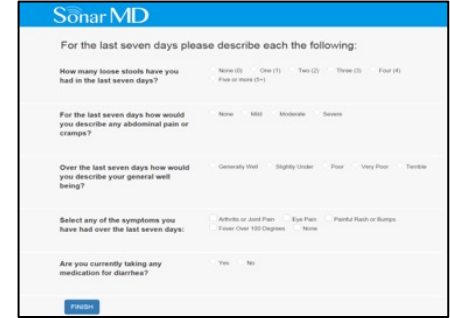 Sonar MD
For the last seven days please describe each the following:
How many loose stools have you had in the last seven days?
None (0) One (1) Two (2) Three (3) Four (4)
Five or more (5+)
For the last seven days how would you describe any abdominal pain or cramps?
None Mild Moderate Severe
Over the last seven days how would you describe your general well being?
Generally Well Slightly Under Poor Very Poor Terrible
Select any of the symptoms you have had over the last seven days:
Arthritis or Joint Pain Eye Pain Painful Rash or Bumps
Fever Over 100 Degrees None
Are you currently taking any medication for diarrhea?
Yes No
FINISH